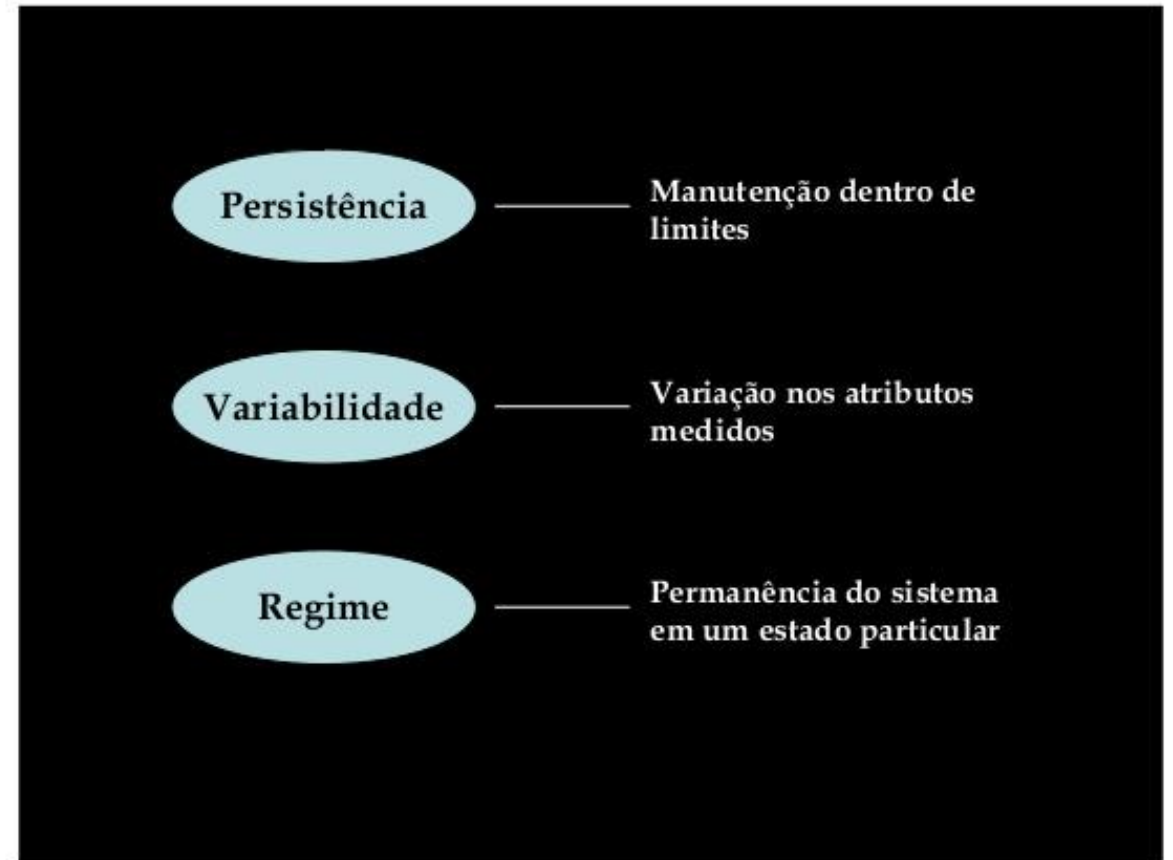 Persistência
Manutenção dentro de
limites
Variabilidade
Variação nos atributos
medidos
Regime
Permanência do sistema
em um estado particular